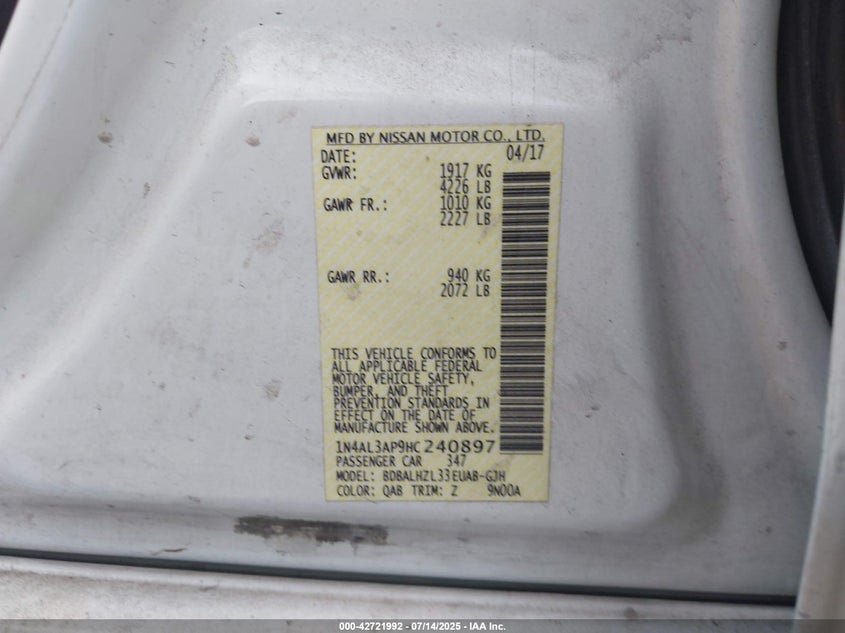 MFD BY NISSAN MOTOR CO., LTD.
DATE: 04/17
GVWR: 1917 KG
4226 LB
GAWR FR.: 1010 KG
2227 LB
GAWR RR.: 940 KG
2072 LB
THIS VEHICLE CONFORMS TO
ALL APPLICABLE FEDERAL
MOTOR VEHICLE SAFETY,
BUMPER, AND THEFT
PREVENTION STANDARDS IN
EFFECT ON THE DATE OF
MANUFACTURE SHOWN ABOVE.
1N4AL3AP9HC240897
PASSENGER CAR 347
MODEL: BDBALHZL33EUAB-GJH
COLOR: QAB TRIM: Z 9N00A
000-42721992 | 07/14/2025 - IAA Inc.